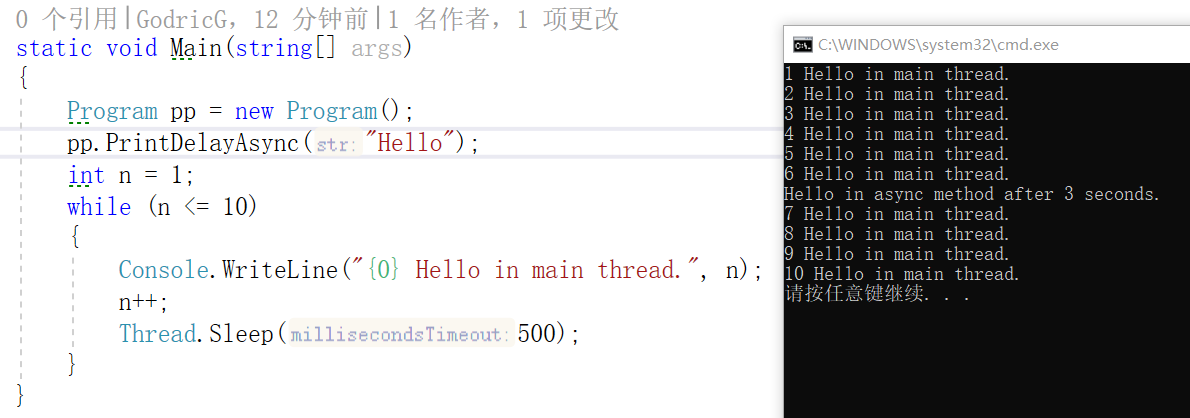 0 个引用|GodricG，12 分钟前|1 名作者，1 项更改
static void Main(string[] args)
{
Program pp = new Program();
pp.PrintDelayAsync(str: "Hello");
int n = 1;
while (n <= 10)
{
Console.WriteLine("{0} Hello in main thread.", n);
n++;
Thread.Sleep(millisecondsTimeout: 500);
}
}
C:\WINDOWS\system32\cmd.exe
1 Hello in main thread.
2 Hello in main thread.
3 Hello in main thread.
4 Hello in main thread.
5 Hello in main thread.
6 Hello in main thread.
Hello in async method after 3 seconds.
7 Hello in main thread.
8 Hello in main thread.
9 Hello in main thread.
10 Hello in main thread.
请按任意键继续. . .